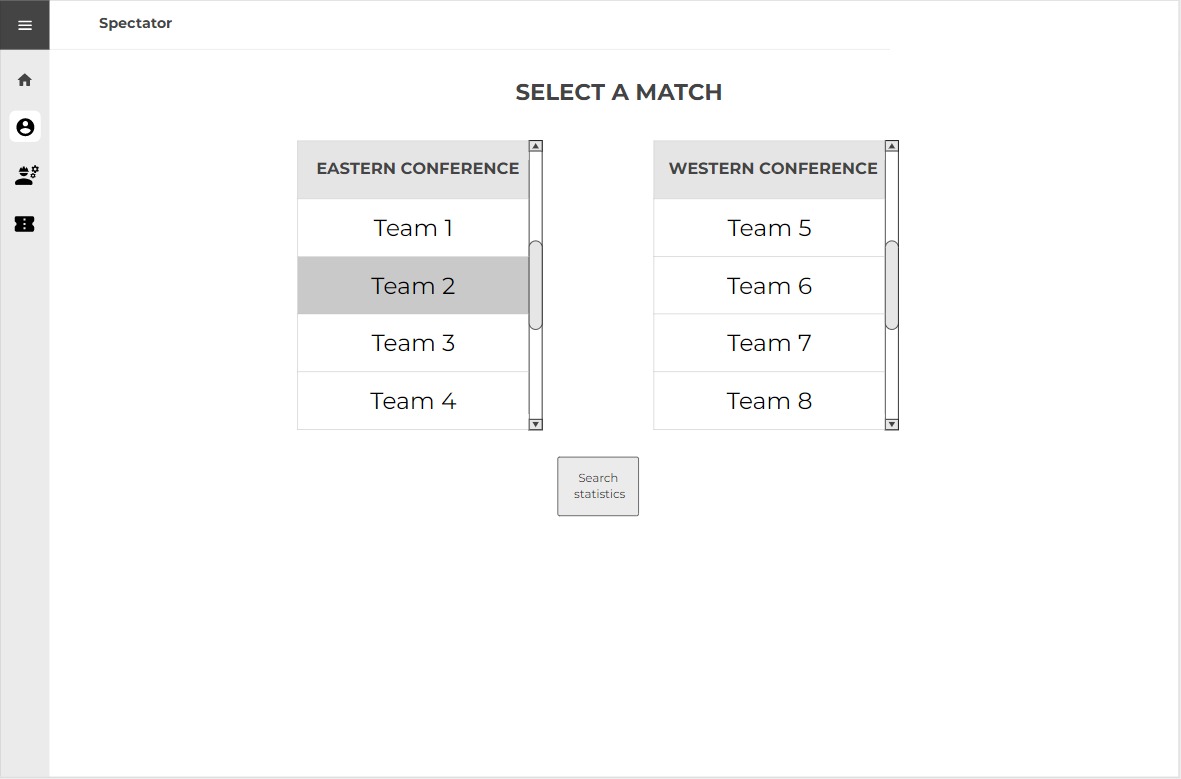 Spectator
SELECT A MATCH
EASTERN CONFERENCE
Team 1
Team 2
Team 3
Team 4
WESTERN CONFERENCE
Team 5
Team 6
Team 7
Team 8
Search
statistics